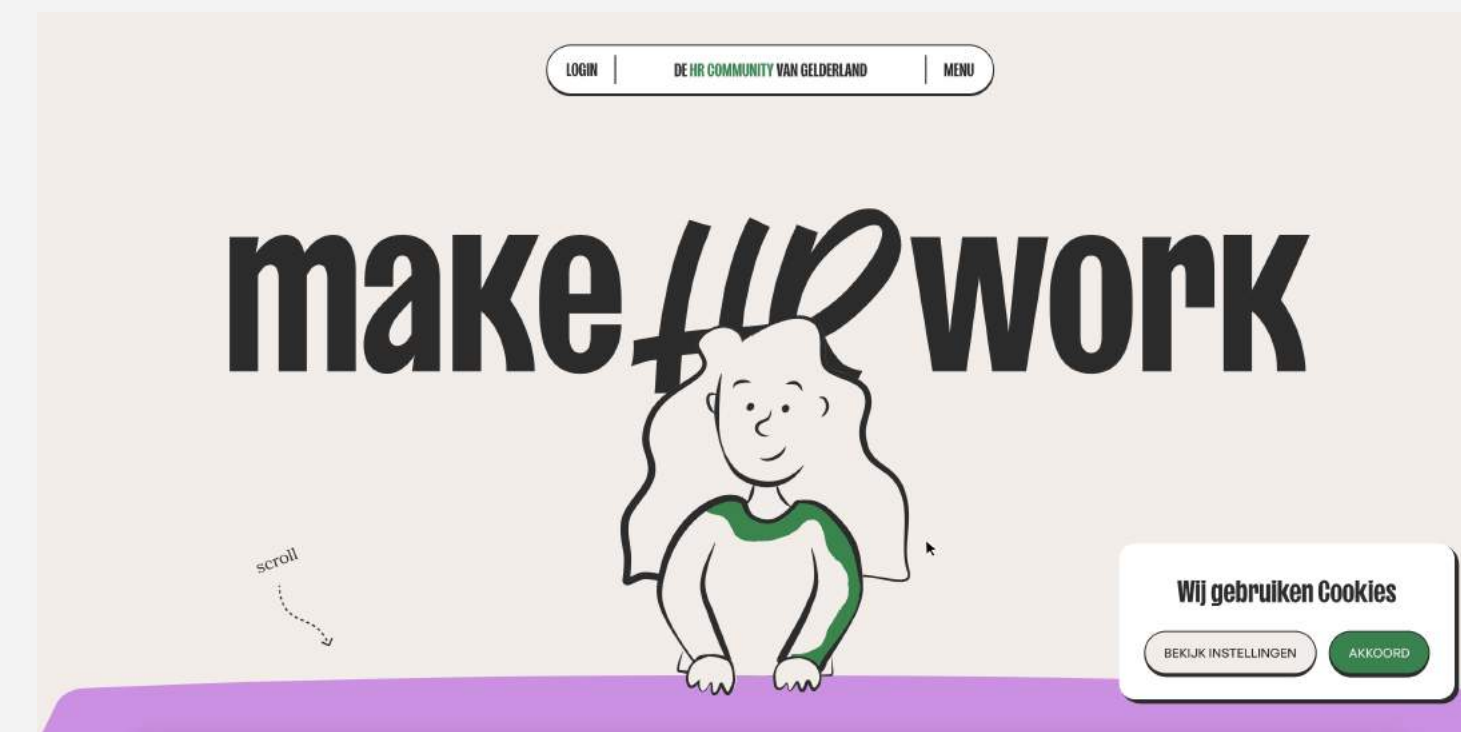 LOGIN
DE HR COMMUNITY VAN GELDERLAND
MENU
make HR work
scroll
Wij gebruiken Cookies
BEKIJK INSTELLINGEN
AKKOORD